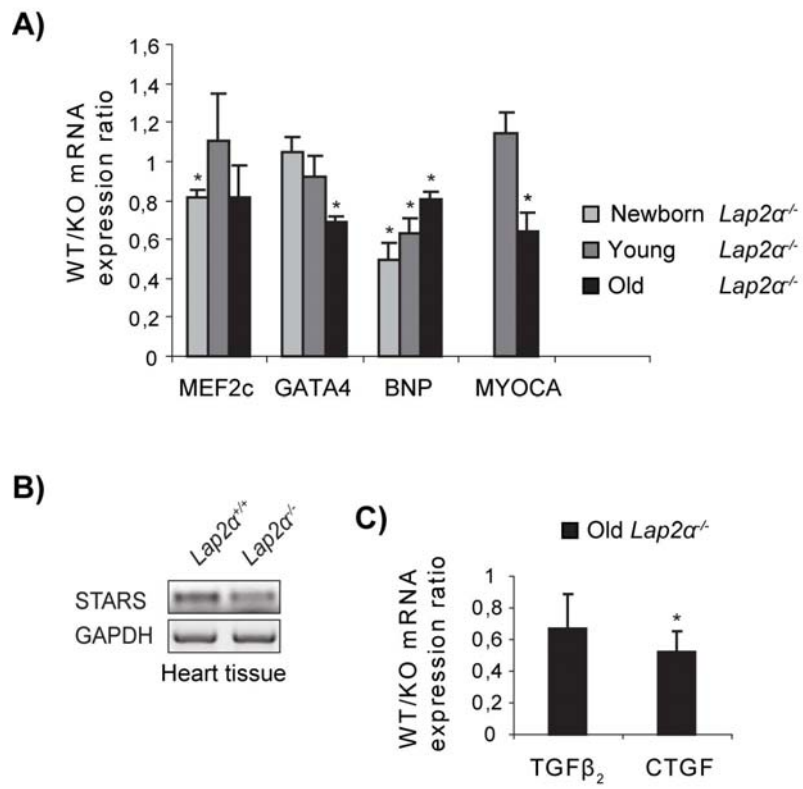 A)
WT/KO mRNA
expression ratio
1,6
1,4
1,2
1
0,8
0,6
0,4
0,2
0
* * * * * *
MEF2c GATA4 BNP MYOCA
Newborn Lap2α-/-
Young Lap2α-/-
Old Lap2α-/-
B)
Lap2α+/+ Lap2α-/-
STARS
GAPDH
Heart tissue
C)
Old Lap2α-/-
WT/KO mRNA
expression ratio
1
0,8
0,6
0,4
0,2
0
*
TGFβ2 CTGF